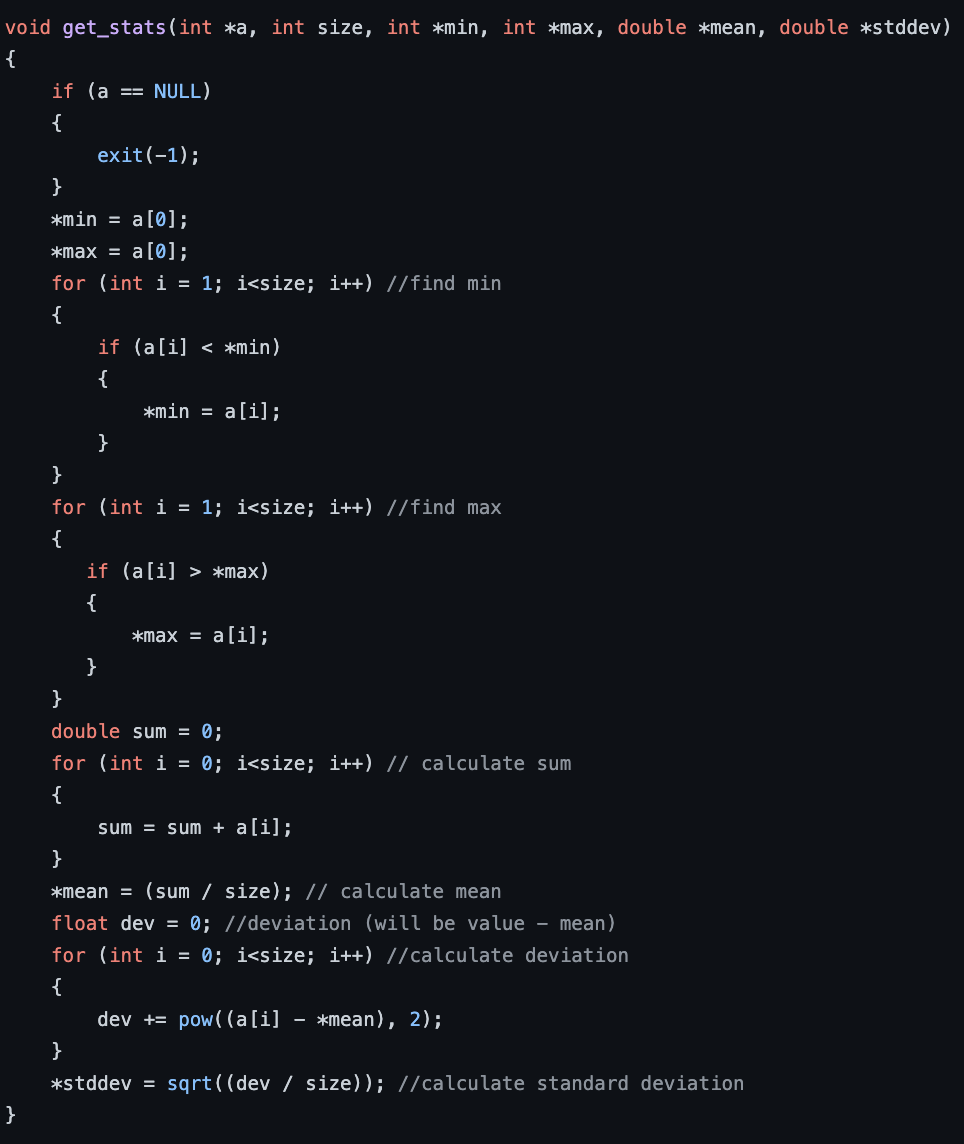 void get_stats(int *a, int size, int *min, int *max, double *mean, double *stddev)
{
    if (a == NULL)
    {
        exit(-1);
    }
    *min = a[0];
    *max = a[0];
    for (int i = 1; i<size; i++) //find min
    {
        if (a[i] < *min)
        {
            *min = a[i];
        }
    }
    for (int i = 1; i<size; i++) //find max
    {
       if (a[i] > *max)
       {
           *max = a[i];
       }
    }
    double sum = 0;
    for (int i = 0; i<size; i++) // calculate sum
    {
        sum = sum + a[i];
    }
    *mean = (sum / size); // calculate mean
    float dev = 0; //deviation (will be value - mean)
    for (int i = 0; i<size; i++) //calculate deviation
    {
        dev += pow((a[i] - *mean), 2);
    }
    *stddev = sqrt((dev / size)); //calculate standard deviation
}